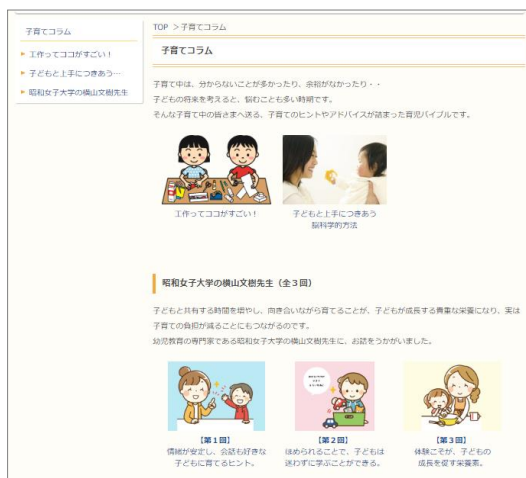 子育てコラム
工作ってココがすごい！
子どもと上手につきあう…
昭和女子大学の横山文樹先生
TOP ＞子育てコラム
子育てコラム
子育て中は、分からないことが多かったり、余裕がなかったり・・
子どもの将来を考えると、悩むことも多い時期です。
そんな子育て中の皆さまへ送る、子育てのヒントやアドバイスが詰まった育児バイブルです。
工作ってココがすごい！
子どもと上手につきあう
脳科学的方法
昭和女子大学の横山文樹先生（全３回）
子どもと共有する時間を増やし、向き合いながら育てることが、子どもが成長する貴重な栄養になり、実は
子育ての負担が減ることにもつながるのです。
幼児教育の専門家である昭和女子大学の横山文樹先生に、お話をうかがいました。
【第１回】
情緒が安定し、会話も好きな
子どもに育てるヒント。
【第２回】
ほめられることで、子どもは
迷わずに学ぶことができる。
【第３回】
体験こそが、子どもの
成長を促す栄養素。